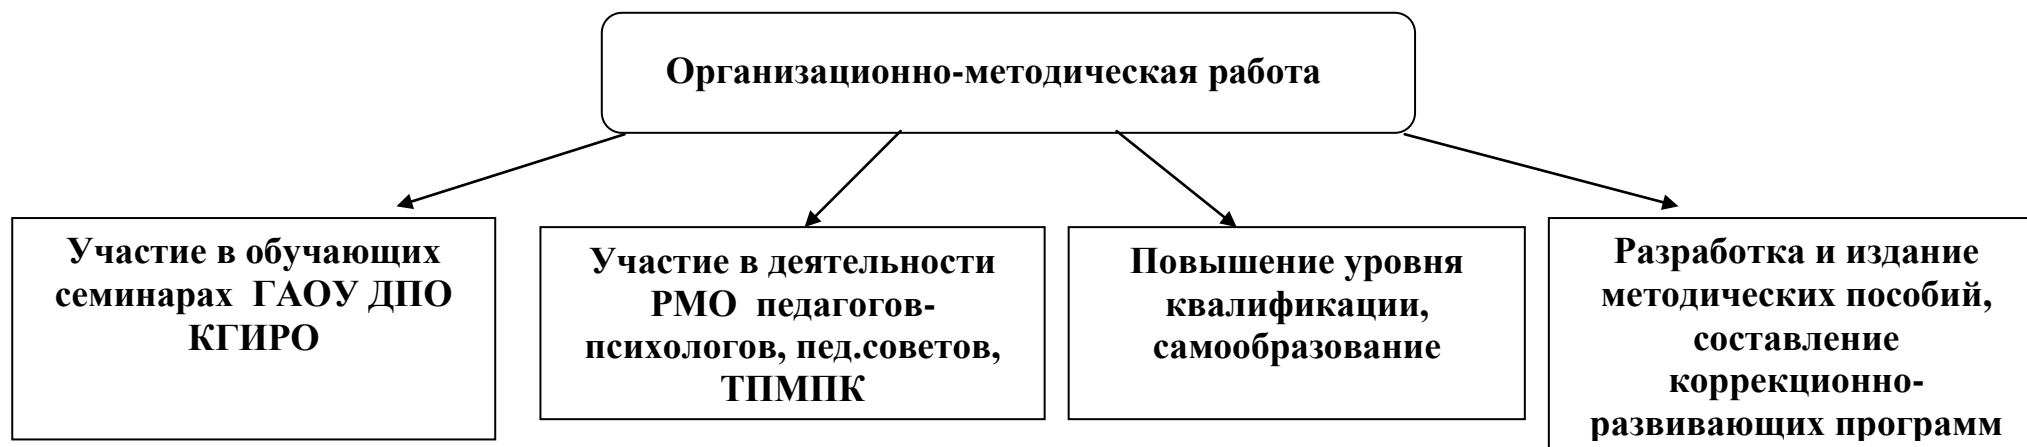 Организационно-методическая работа
Участие в обучающих
семинарах ГАОУ ДПО
КГИРО
Участие в деятельности
РМО педагогов-
психологов, пед.советов,
ТПМПК
Повышение уровня
квалификации,
самообразование
Разработка и издание
методических пособий,
составление
коррекционно-
развивающих программ